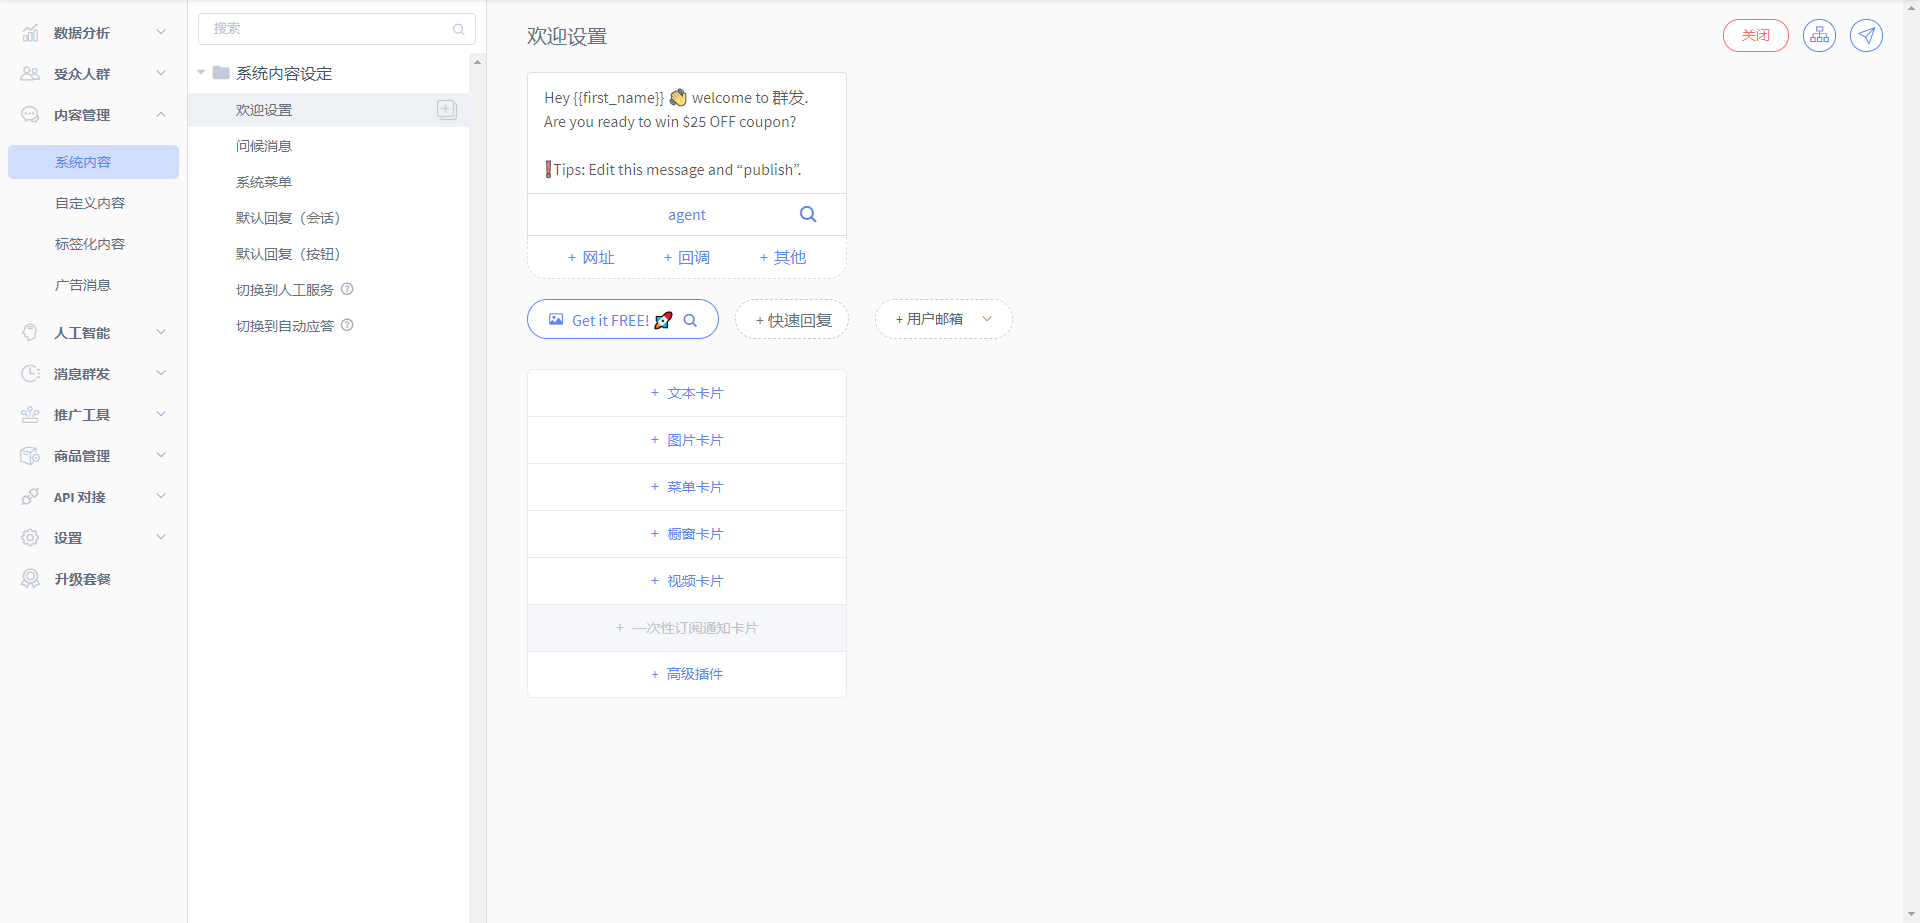 数据分析
受众人群
内容管理
系统内容
自定义内容
标签化内容
广告消息
人工智能
消息群发
推广工具
商品管理
API 对接
设置
升级套餐
搜索
系统内容设定
欢迎设置
问候消息
系统菜单
默认回复（会话）
默认回复（按钮）
切换到人工服务
切换到自动应答
欢迎设置
关闭
Hey {{first_name}} 👋 welcome to 群发.
Are you ready to win $25 OFF coupon?
❗Tips: Edit this message and “publish”.
agent
+ 网址 + 回调 + 其他
Get it FREE! 🚀
+ 快速回复
+ 用户邮箱
+ 文本卡片
+ 图片卡片
+ 菜单卡片
+ 橱窗卡片
+ 视频卡片
+ 一次性订阅通知卡片
+ 高级插件